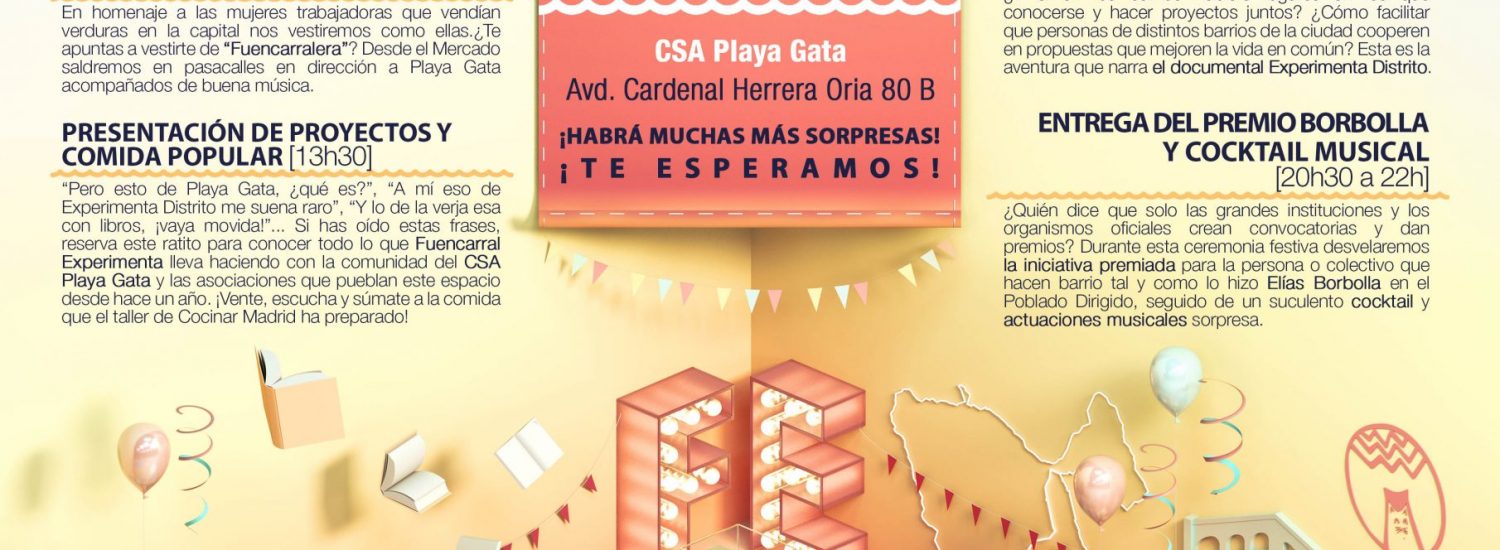 En homenaje a las mujeres trabajadoras que vendían
verduras en la capital nos vestiremos como ellas.¿Te
apuntas a vestirte de “Fuencarralera”? Desde el Mercado
saldremos en pasacalles en dirección a Playa Gata
acompañados de buena música.
PRESENTACIÓN DE PROYECTOS Y
COMIDA POPULAR [13h30]
“Pero esto de Playa Gata, ¿qué es?”, “A mí eso de
Experimenta Distrito me suena raro”, “Y lo de la verja esa
con libros, ¡vaya movida!”... Si has oído estas frases,
reserva este ratito para conocer todo lo que Fuencarral
Experimenta lleva haciendo con la comunidad del CSA
Playa Gata y las asociaciones que pueblan este espacio
desde hace un año. ¡Vente, escucha y súmate a la comida
que el taller de Cocinar Madrid ha preparado!
CSA Playa Gata
Avd. Cardenal Herrera Oria 80 B
¡HABRÁ MUCHAS MÁS SORPRESAS!
¡TE ESPERAMOS!
conocerse y hacer proyectos juntos? ¿Cómo facilitar
que personas de distintos barrios de la ciudad cooperen
en propuestas que mejoren la vida en común? Esta es la
aventura que narra el documental Experimenta Distrito.
ENTREGA DEL PREMIO BORBOLLA
Y COCKTAIL MUSICAL
[20h30 a 22h]
¿Quién dice que solo las grandes instituciones y los
organismos oficiales crean convocatorias y dan
premios? Durante esta ceremonia festiva desvelaremos
la iniciativa premiada para la persona o colectivo que
hacen barrio tal y como lo hizo Elías Borbolla en el
Poblado Dirigido, seguido de un suculento cocktail y
actuaciones musicales sorpresa.
FE